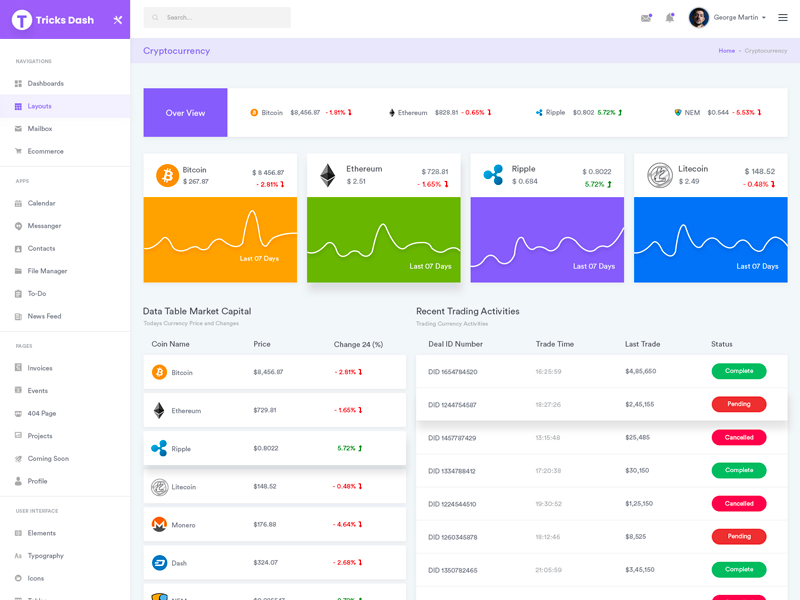 Tricks Dash
Search...
George Martin
Cryptocurrency
Home - Cryptocurrency
NAVIGATIONS
Dashboards
Layouts
Mailbox
Ecommerce
APPS
Calendar
Messanger
Contacts
File Manager
To-Do
News Feed
PAGES
Invoices
Events
404 Page
Projects
Coming Soon
Profile
USER INTERFACE
Elements
Aa Typography
Icons
Over View
Bitcoin $8,456.87 - 1.91%
Ethereum $828.81 - 0.65%
Ripple $0.802 5.72%
NEM $0.544 - 5.53%
Bitcoin $ 8 456.87
$ 267.87 - 2.81%
Last 07 Days
Ethereum $ 728.81
$ 2.51 - 1.65%
Last 07 Days
Ripple $ 0.8022
$ 0.684 5.72%
Last 07 Days
Litecoin $ 148.52
$ 2.49 - 0.48%
Last 07 Days
Data Table Market Capital
Todays Currency Price and Changes
Coin Name Price Change 24 (%)
Bitcoin $8,456.87 - 2.81%
Ethereum $729.81 - 1.65%
Ripple $0.8022 5.72%
Litecoin $148.52 - 0.48%
Monero $176.88 - 4.64%
Dash $324.07 - 2.68%
Recent Trading Activities
Trading Currency Activities
Deal ID Number Trade Time Last Trade Status
DID 1654784520 16:25:59 $4,85,650 Complete
DID 1244754587 18:27:26 $2,45,155 Pending
DID 1457787429 13:15:48 $25,485 Cancelled
DID 1334788412 17:20:38 $30,150 Complete
DID 1224544510 19:30:52 $1,25,150 Cancelled
DID 1260345878 18:12:46 $8,525 Pending
DID 1350782465 21:05:59 $3,45,150 Complete